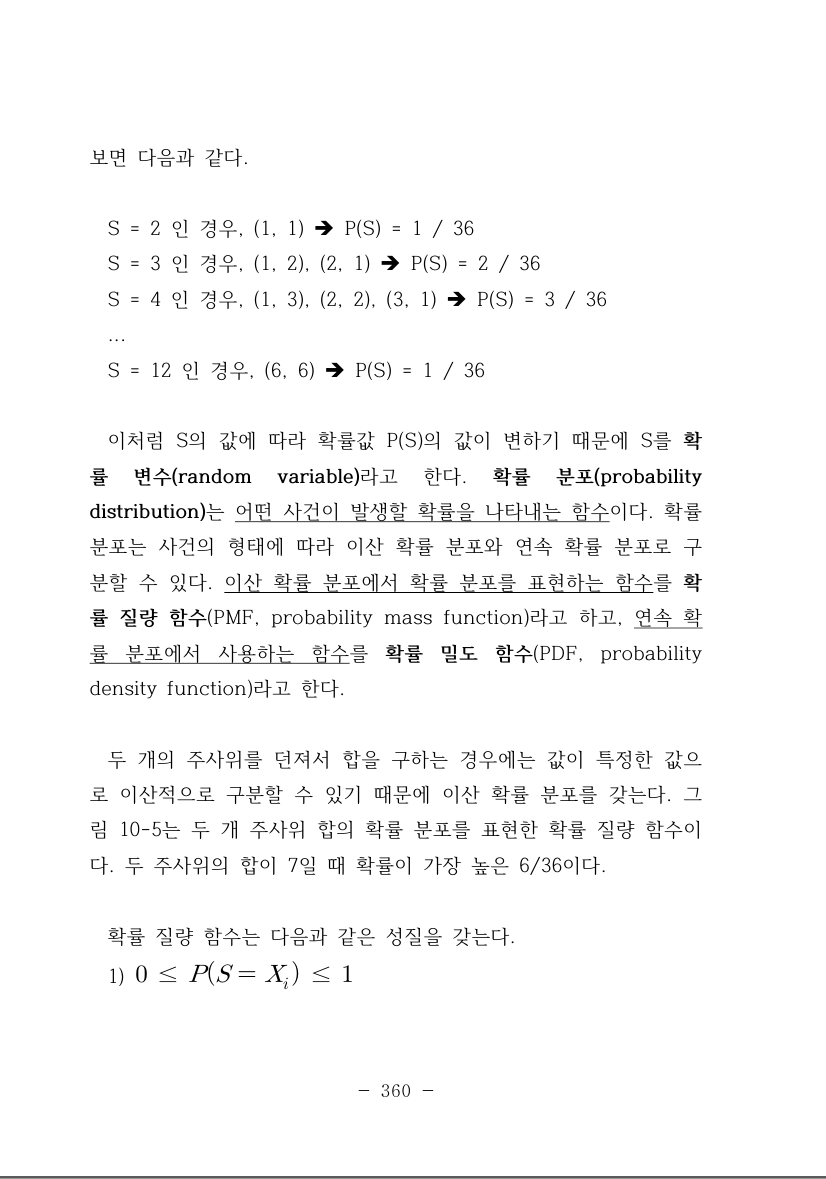 보면 다음과 같다.
S = 2 인 경우, (1, 1) ➔ P(S) = 1 / 36
S = 3 인 경우, (1, 2), (2, 1) ➔ P(S) = 2 / 36
S = 4 인 경우, (1, 3), (2, 2), (3, 1) ➔ P(S) = 3 / 36
...
S = 12 인 경우, (6, 6) ➔ P(S) = 1 / 36
이처럼 S의 값에 따라 확률값 P(S)의 값이 변하기 때문에 S를 확
률 변수(random variable)라고 한다. 확률 분포(probability
distribution)는 어떤 사건이 발생할 확률을 나타내는 함수이다. 확률
분포는 사건의 형태에 따라 이산 확률 분포와 연속 확률 분포로 구
분할 수 있다. 이산 확률 분포에서 확률 분포를 표현하는 함수를 확
률 질량 함수(PMF, probability mass function)라고 하고, 연속 확
률 분포에서 사용하는 함수를 확률 밀도 함수(PDF, probability
density function)라고 한다.
두 개의 주사위를 던져서 합을 구하는 경우에는 값이 특정한 값으
로 이산적으로 구분할 수 있기 때문에 이산 확률 분포를 갖는다. 그
림 10-5는 두 개 주사위 합의 확률 분포를 표현한 확률 질량 함수이
다. 두 주사위의 합이 7일 때 확률이 가장 높은 6/36이다.
확률 질량 함수는 다음과 같은 성질을 갖는다.
1) 0 ≤ P(S = X_i) ≤ 1
- 360 -